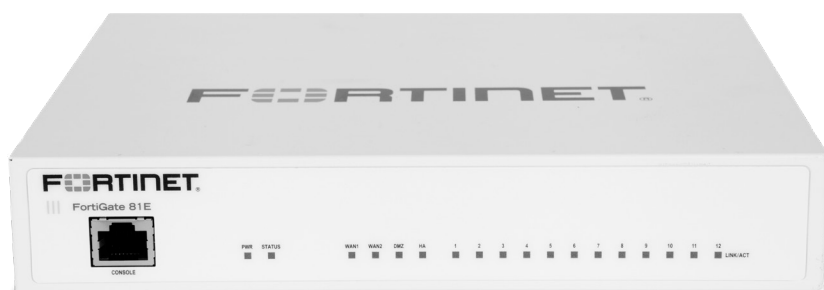 FORTINET®
FORTINET®
FortiGate 81E
CONSOLE
PWR STATUS
WAN1 WAN2 DMZ HA 1 2 3 4 5 6 7 8 9 10 11 12
LINK/ACT